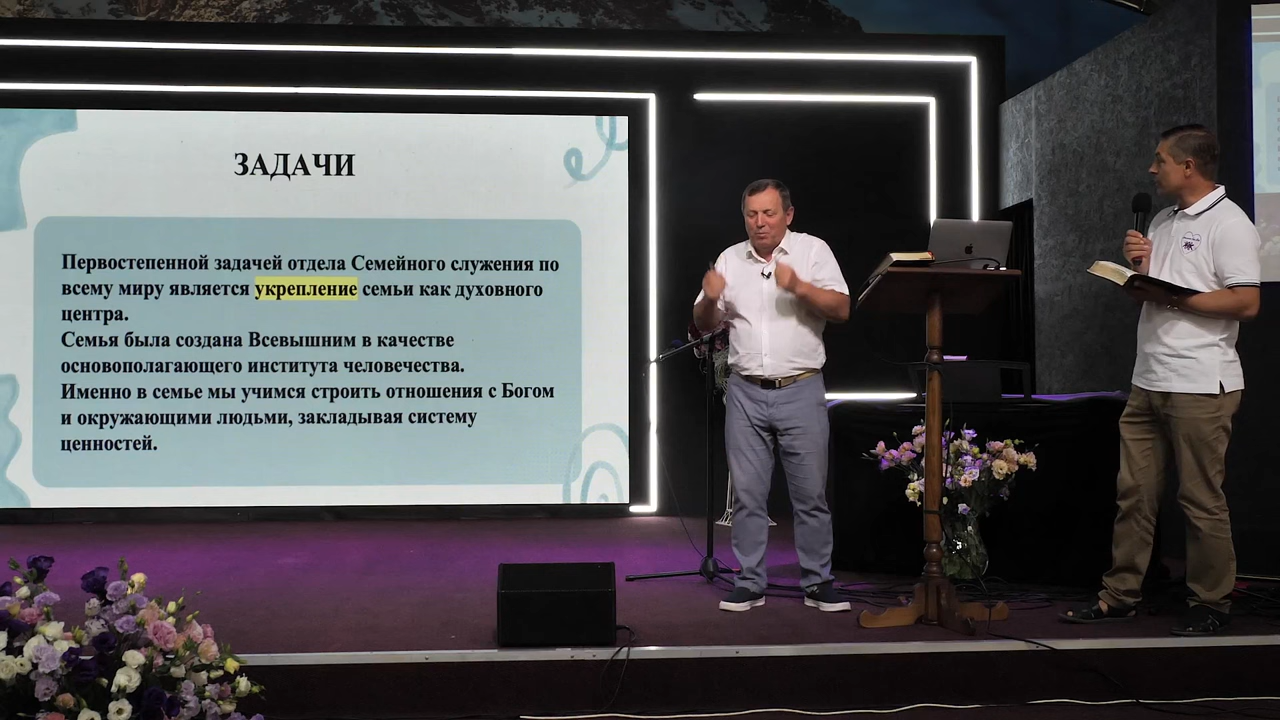 ЗАДАЧИ
Первостепенной задачей отдела Семейного служения по
всему миру является укрепление семьи как духовного
центра.
Семья была создана Всевышним в качестве
основополагающего института человечества.
Именно в семье мы учимся строить отношения с Богом
и окружающими людьми, закладывая систему
ценностей.